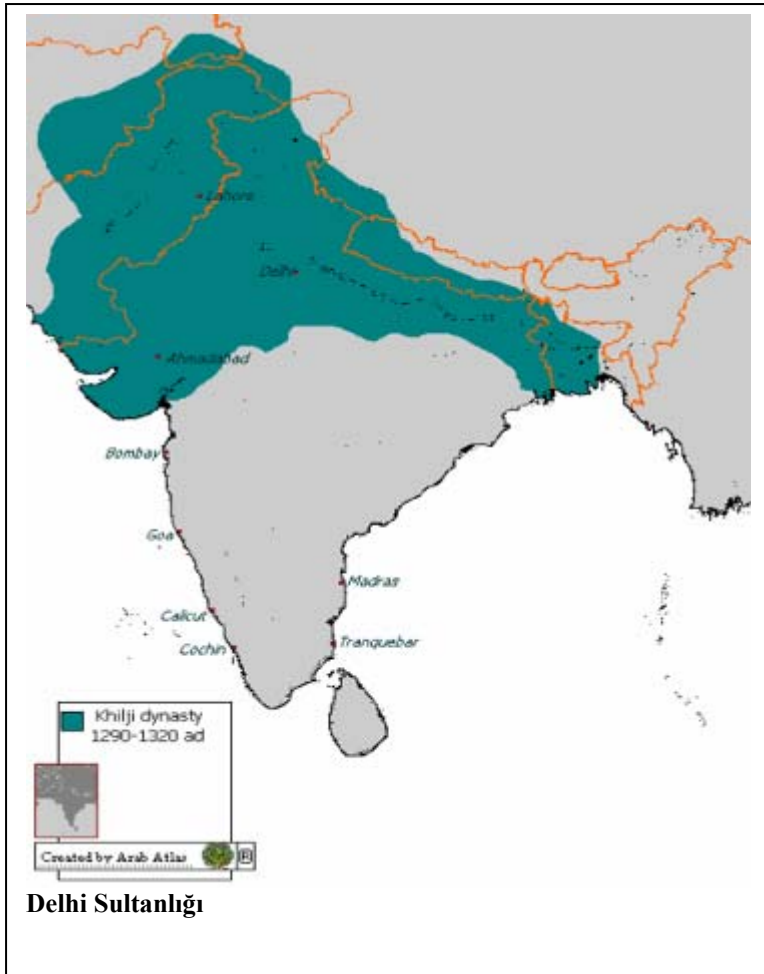 Lahore
Delhi
Ahmadabad
Bombay
Goa
Madras
Calicut
Cochin
Tranquebar
Khilji dynasty
1290-1320 ad
Created by Arab Atlas
Delhi Sultanlığı